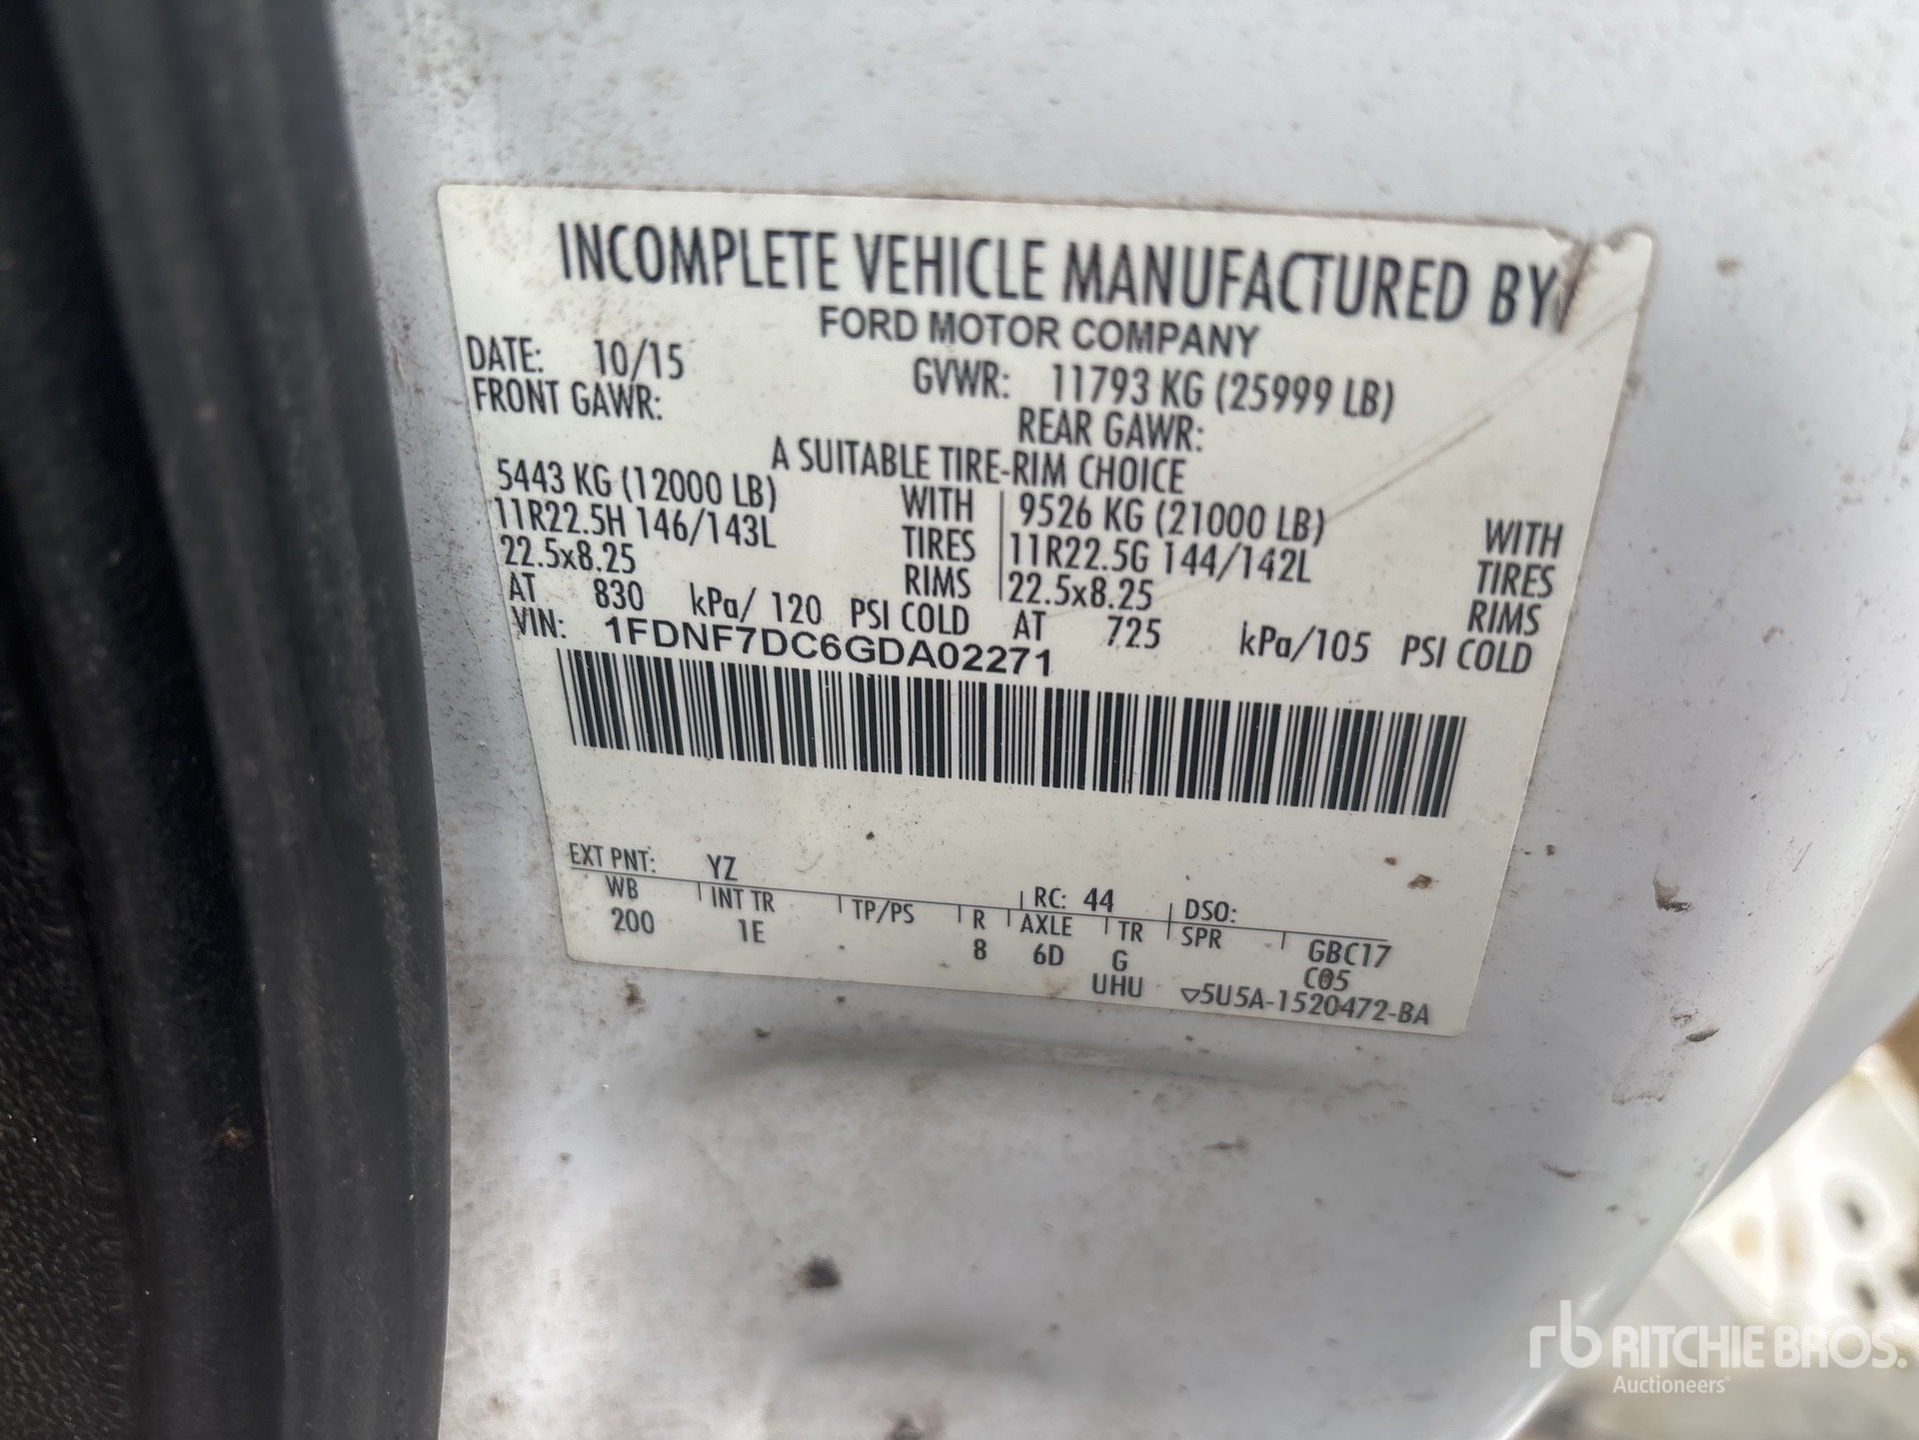 INCOMPLETE VEHICLE MANUFACTURED BY
FORD MOTOR COMPANY
DATE: 10/15 GVWR: 11793 KG (25999 LB)
FRONT GAWR: REAR GAWR:
A SUITABLE TIRE-RIM CHOICE
5443 KG (12000 LB) WITH 9526 KG (21000 LB) WITH
11R22.5H 146/143L TIRES 11R22.5G 144/142L TIRES
22.5x8.25 RIMS 22.5x8.25 RIMS
AT 830 kPa/ 120 PSI COLD AT 725 kPa/105 PSI COLD
VIN: 1FDNF7DC6GDA02271
EXT PNT: YZ RC: 44 DSO:
WB INT TR TP/PS R AXLE TR SPR GBC17
200 1E 8 6D G C05
UHU ▽5U5A-1520472-BA
rb RITCHIE BROS.
Auctioneers